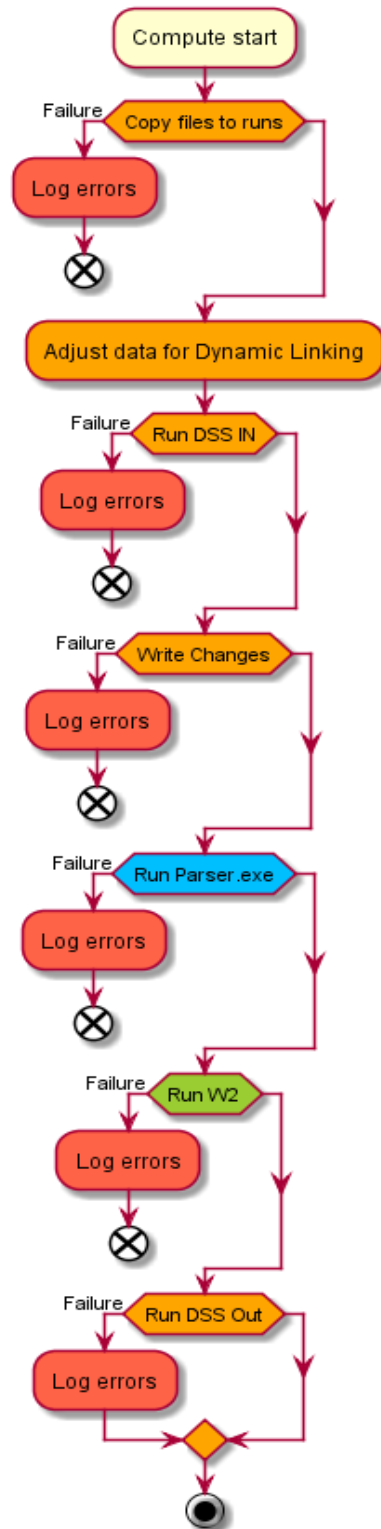 Compute start
Failure
Copy files to runs
Log errors
Adjust data for Dynamic Linking
Failure
Run DSS IN
Log errors
Failure
Write Changes
Log errors
Failure
Run Parser.exe
Log errors
Failure
Run W2
Log errors
Failure
Run DSS Out
Log errors